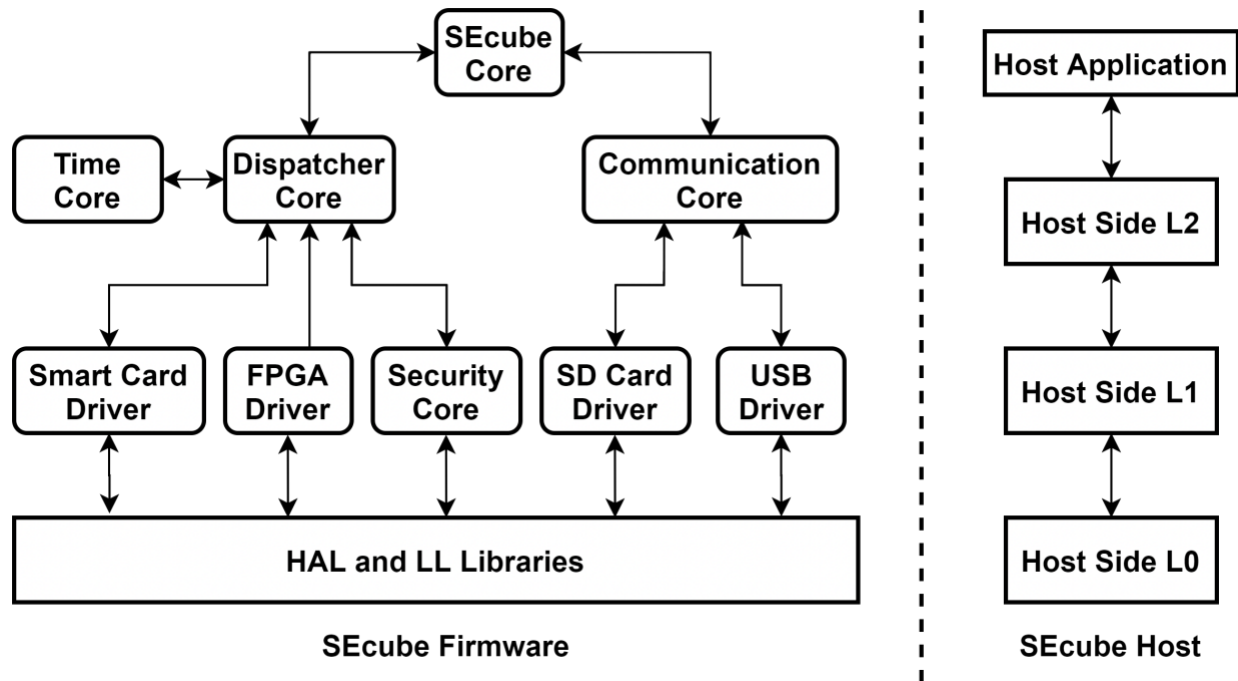 SEcube
Core
Time
Core
Dispatcher
Core
Communication
Core
Smart Card
Driver
FPGA
Driver
Security
Core
SD Card
Driver
USB
Driver
HAL and LL Libraries
SEcube Firmware
Host Application
Host Side L2
Host Side L1
Host Side L0
SEcube Host